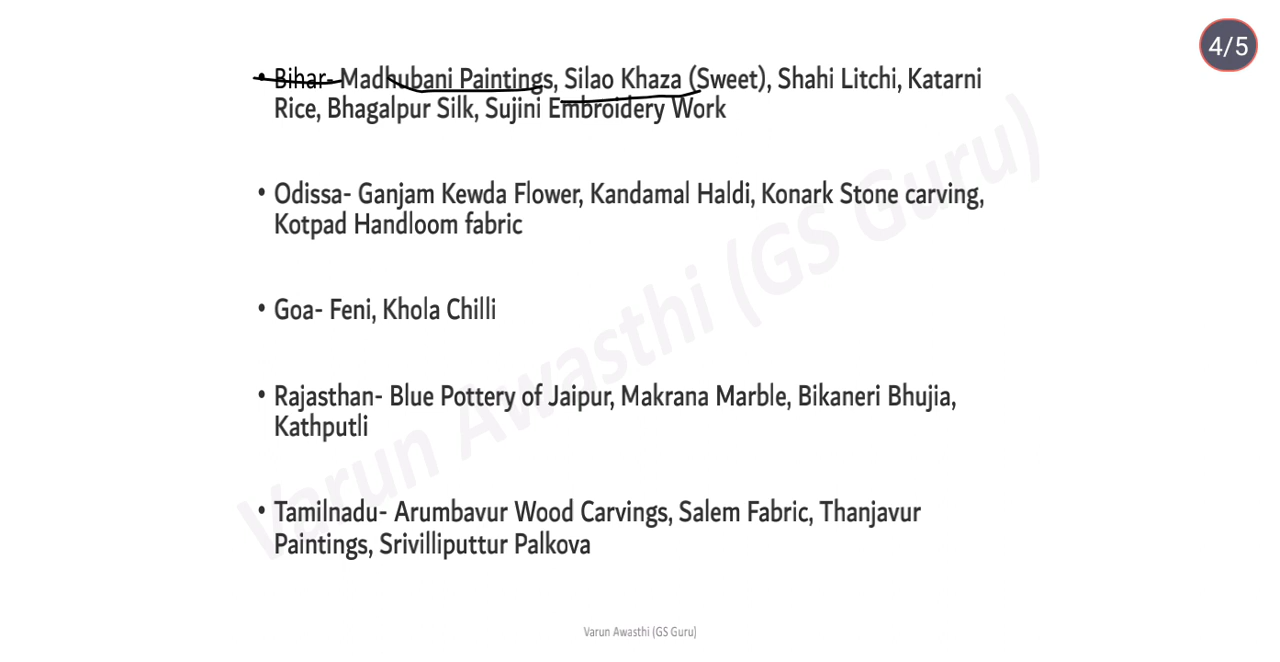 4/5
• Bihar- Madhubani Paintings, Silao Khaza (Sweet), Shahi Litchi, Katarni
Rice, Bhagalpur Silk, Sujini Embroidery Work
• Odissa- Ganjam Kewda Flower, Kandamal Haldi, Konark Stone carving,
Kotpad Handloom fabric
• Goa- Feni, Khola Chilli
• Rajasthan- Blue Pottery of Jaipur, Makrana Marble, Bikaneri Bhujia,
Kathputli
• Tamilnadu- Arumbavur Wood Carvings, Salem Fabric, Thanjavur
Paintings, Srivilliputtur Palkova
Varun Awasthi (GS Guru)
Varun Awasthi (GS Guru)